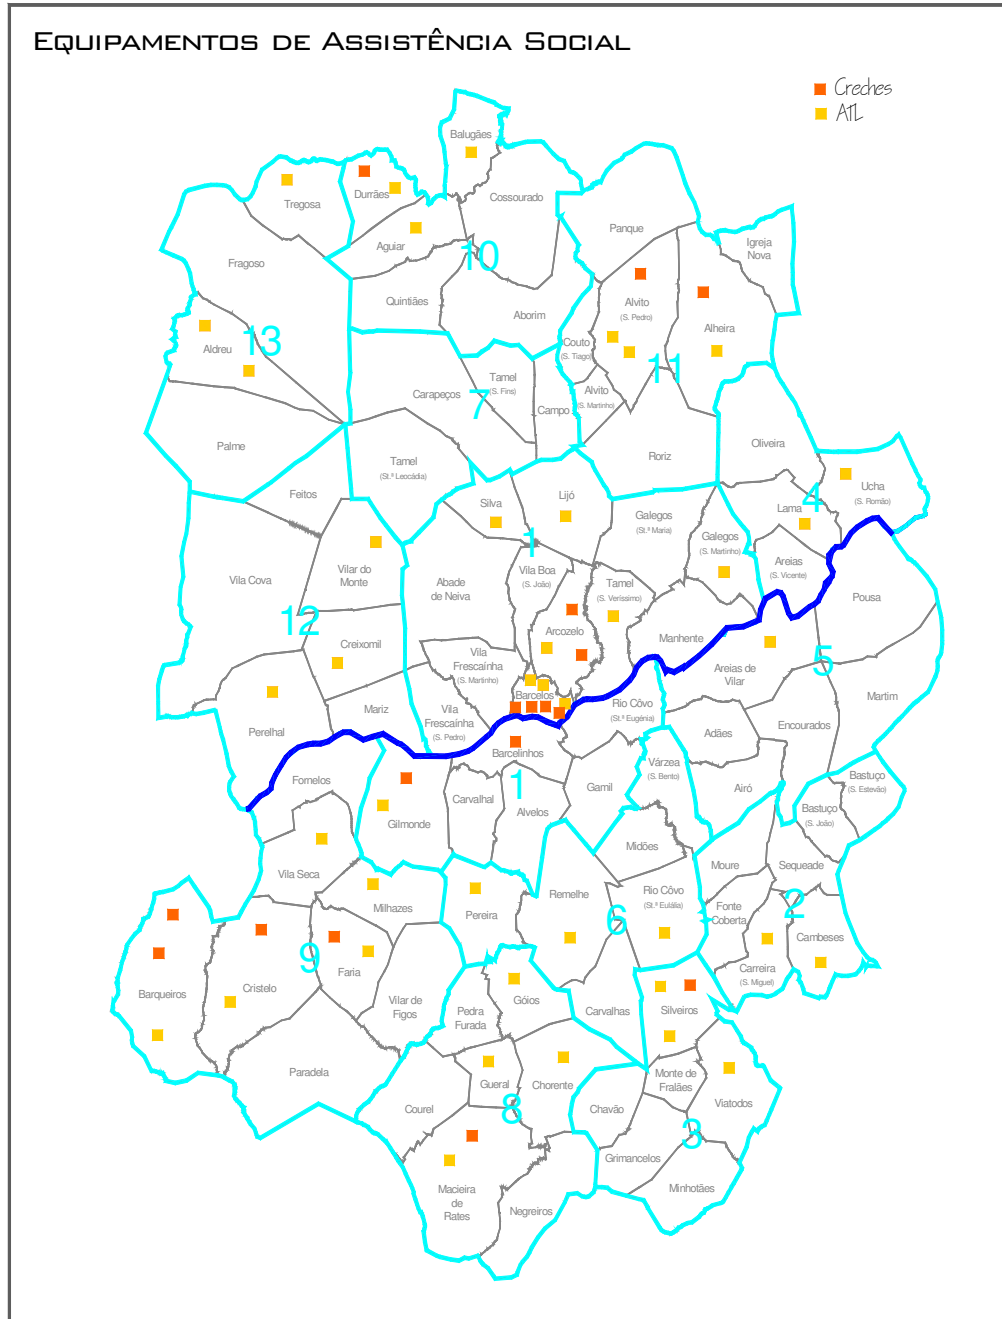 Equipamentos de Assistência Social
Creches
ATL
Balugães
Durrães
Tregosa
Cossourado
Panque
Igreja
Nova
Aguiar
10
Fragoso
Quintiães
Aborim
Alvito
(S. Pedro)
Alheira
Couto
(S. Tiago)
13
Aldreu
11
Tamel
(S. Fins)
Carapeços
7
Campo
Alvito
(S. Martinho)
Palme
Tamel
(St.ª Leocádia)
Roriz
Oliveira
Feitos
Silva
Lijó
4
Ucha
(S. Romão)
Lama
Galegos
(St.ª Maria)
Galegos
(S. Martinho)
1
Vila Cova
Vilar do
Monte
Abade
de Neiva
Vila Boa
(S. João)
Tamel
(S. Veríssimo)
Areias
(S. Vicente)
Pousa
12
Creixomil
Arcozelo
Manhente
Vila
Frescaínha
(S. Martinho)
Areias de
Vilar
5
Perelhal
Mariz
Vila
Frescaínha
(S. Pedro)
Barcelos
Rio Côvo
(St.ª Eugénia)
Martim
Adães
Encourados
Barcelinhos
Fornelos
Várzea
(S. Bento)
Bastuço
(S. Estevão)
Carvalhal
1
Alvelos
Gamil
Airó
Bastuço
(S. João)
Gilmonde
Midões
Vila Seca
Moure
Sequeade
Milhazes
Pereira
Remelhe
Rio Côvo
(St.ª Eulália)
Fonte
Coberta
2
6
Cambeses
9
Faria
Carreira
(S. Miguel)
Barqueiros
Cristelo
Vilar de
Figos
Pedra
Furada
Góios
Carvalhas
Silveiros
Paradela
Gueral
Chorente
Monte de
Fralães
Viatodos
Courel
8
Chavão
3
Grimancelos
Macieira
de
Rates
Negreiros
Minhotães